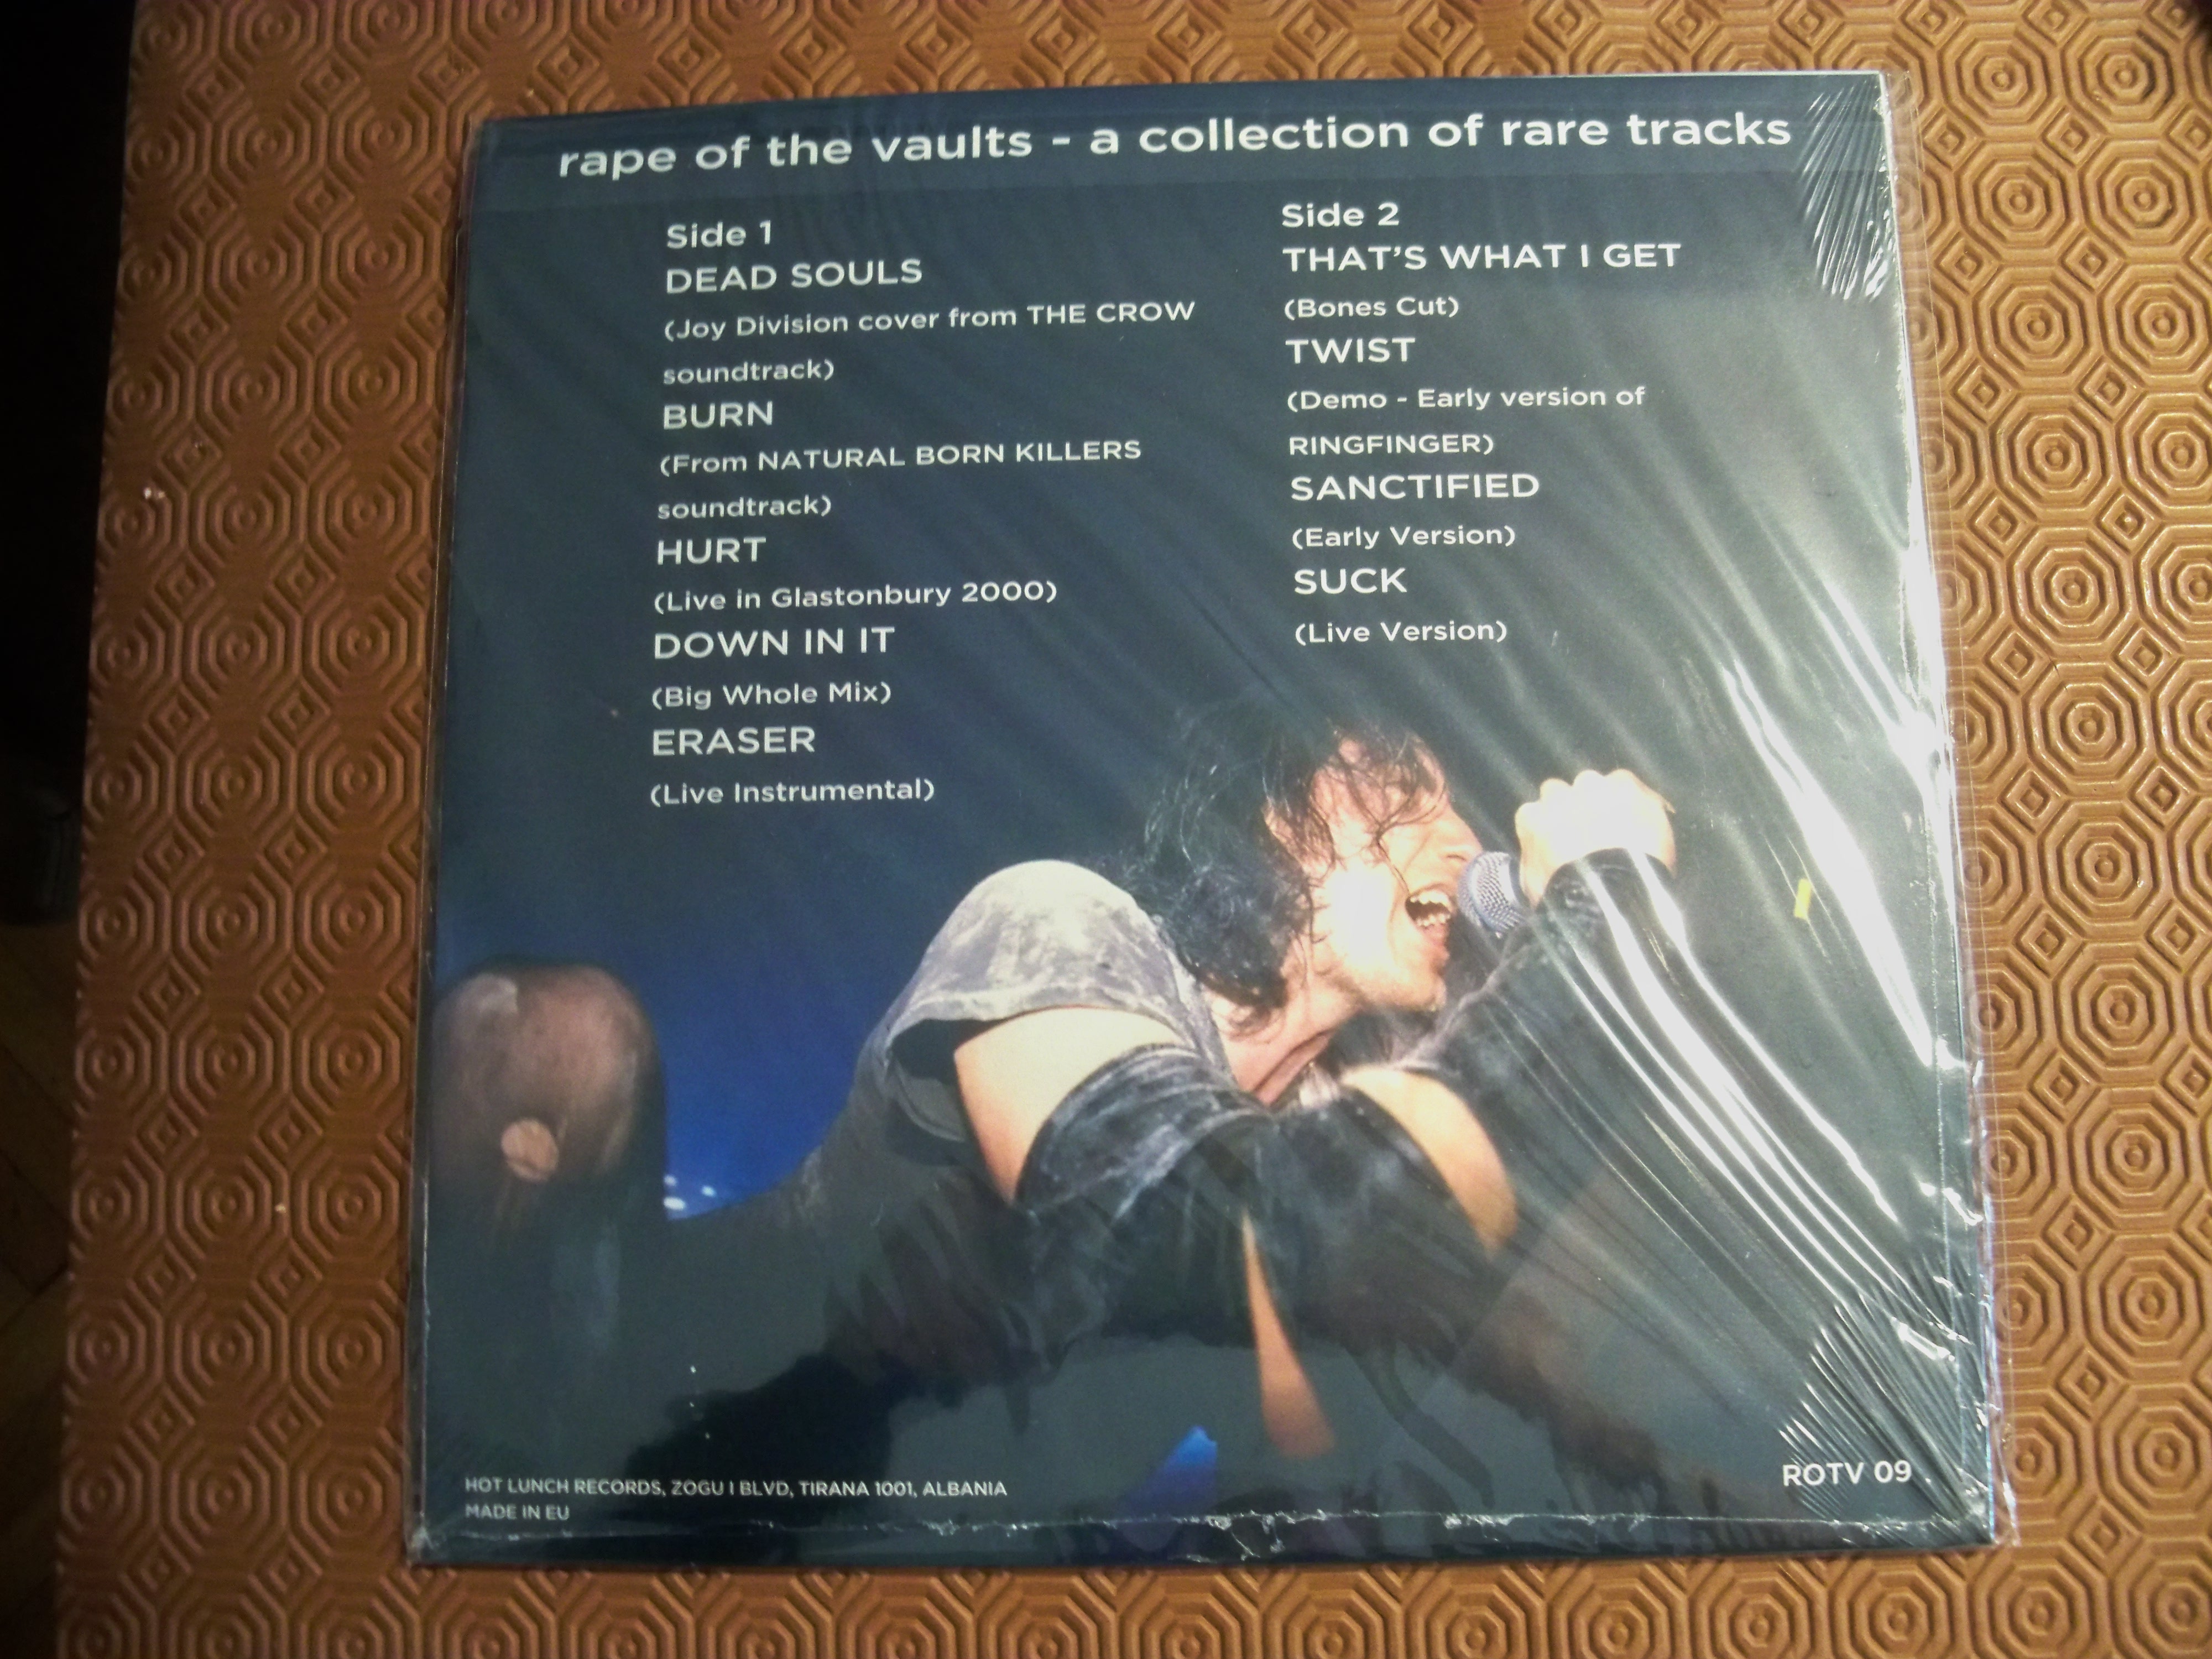 rape of the vaults - a collection of rare tracks
Side 1
DEAD SOULS
(Joy Division cover from THE CROW
soundtrack)
BURN
(From NATURAL BORN KILLERS
soundtrack)
HURT
(Live in Glastonbury 2000)
DOWN IN IT
(Big Whole Mix)
ERASER
(Live Instrumental)
Side 2
THAT'S WHAT I GET
(Bones Cut)
TWIST
(Demo - Early version of
RINGFINGER)
SANCTIFIED
(Early Version)
SUCK
(Live Version)
HOT LUNCH RECORDS, ZOGU I BLVD, TIRANA 1001, ALBANIA
MADE IN EU
ROTV 09